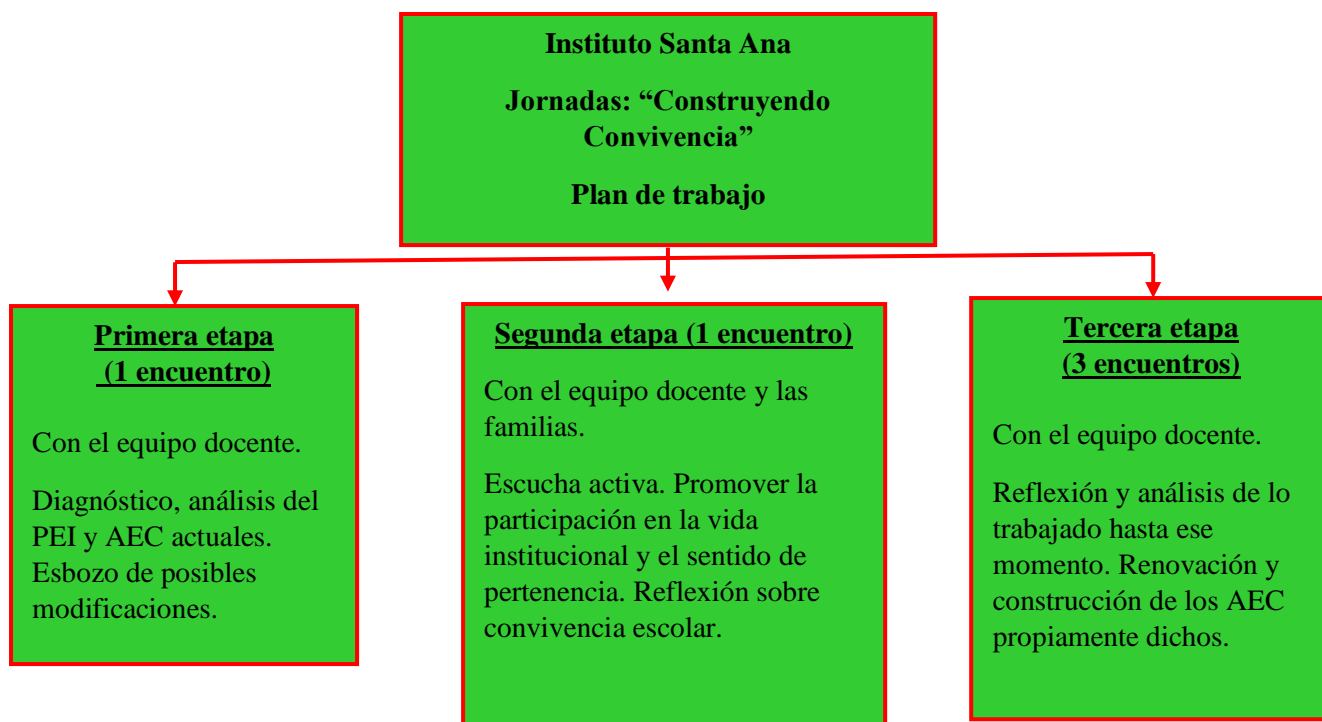 Instituto Santa Ana
Jornadas: “Construyendo
Convivencia”
Plan de trabajo
Primera etapa
(1 encuentro)
Con el equipo docente.
Diagnóstico, análisis del
PEI y AEC actuales.
Esbozo de posibles
modificaciones.
Segunda etapa (1 encuentro)
Con el equipo docente y las
familias.
Escucha activa. Promover la
participación en la vida
institucional y el sentido de
pertenencia. Reflexión sobre
convivencia escolar.
Tercera etapa
(3 encuentros)
Con el equipo docente.
Reflexión y análisis de lo
trabajado hasta ese
momento. Renovación y
construcción de los AEC
propiamente dichos.